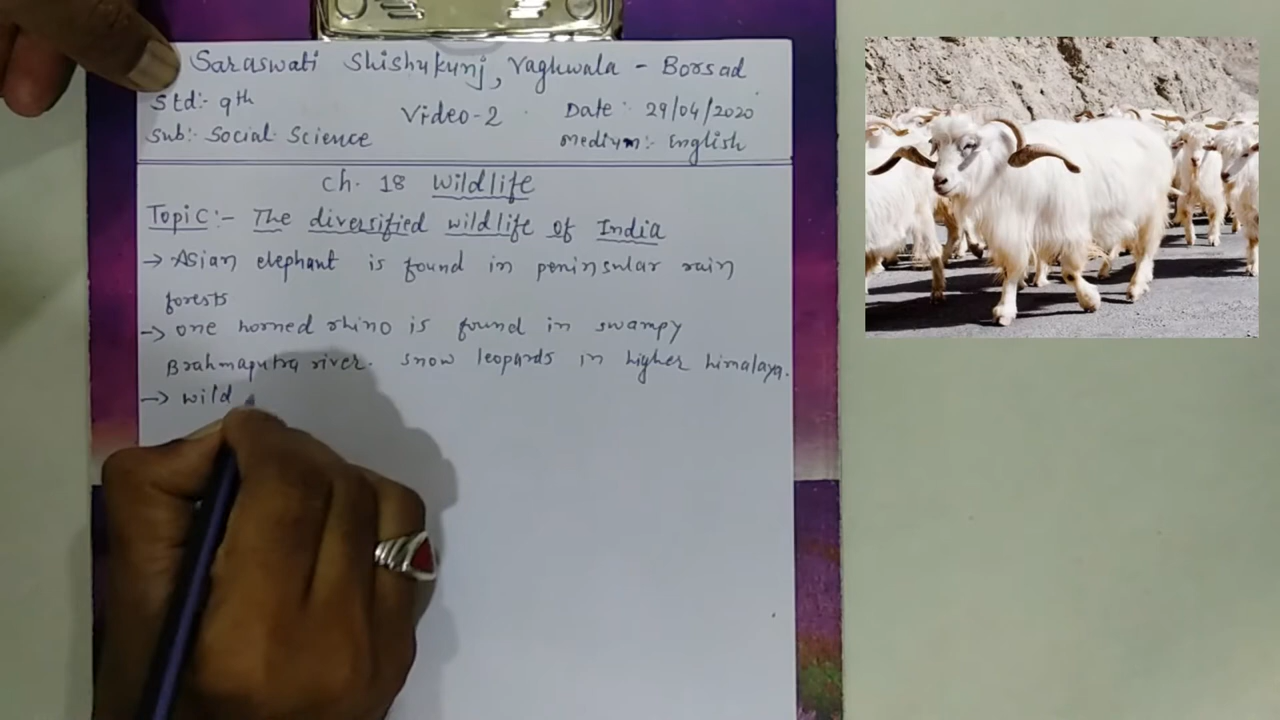 Saraswati Shishukunj, Vaghwala - Borsad
Std:- 9th
Video-2
Date: 29/04/2020
Sub:- Social Science
Medium:- English
Ch. 18 Wildlife
Topic:- The diversified wildlife of India
→ Asian elephant is found in peninsular rain
forests
→ one horned rhino is found in swampy
Brahmaputra river. snow leopards in higher himalaya.
→ wild